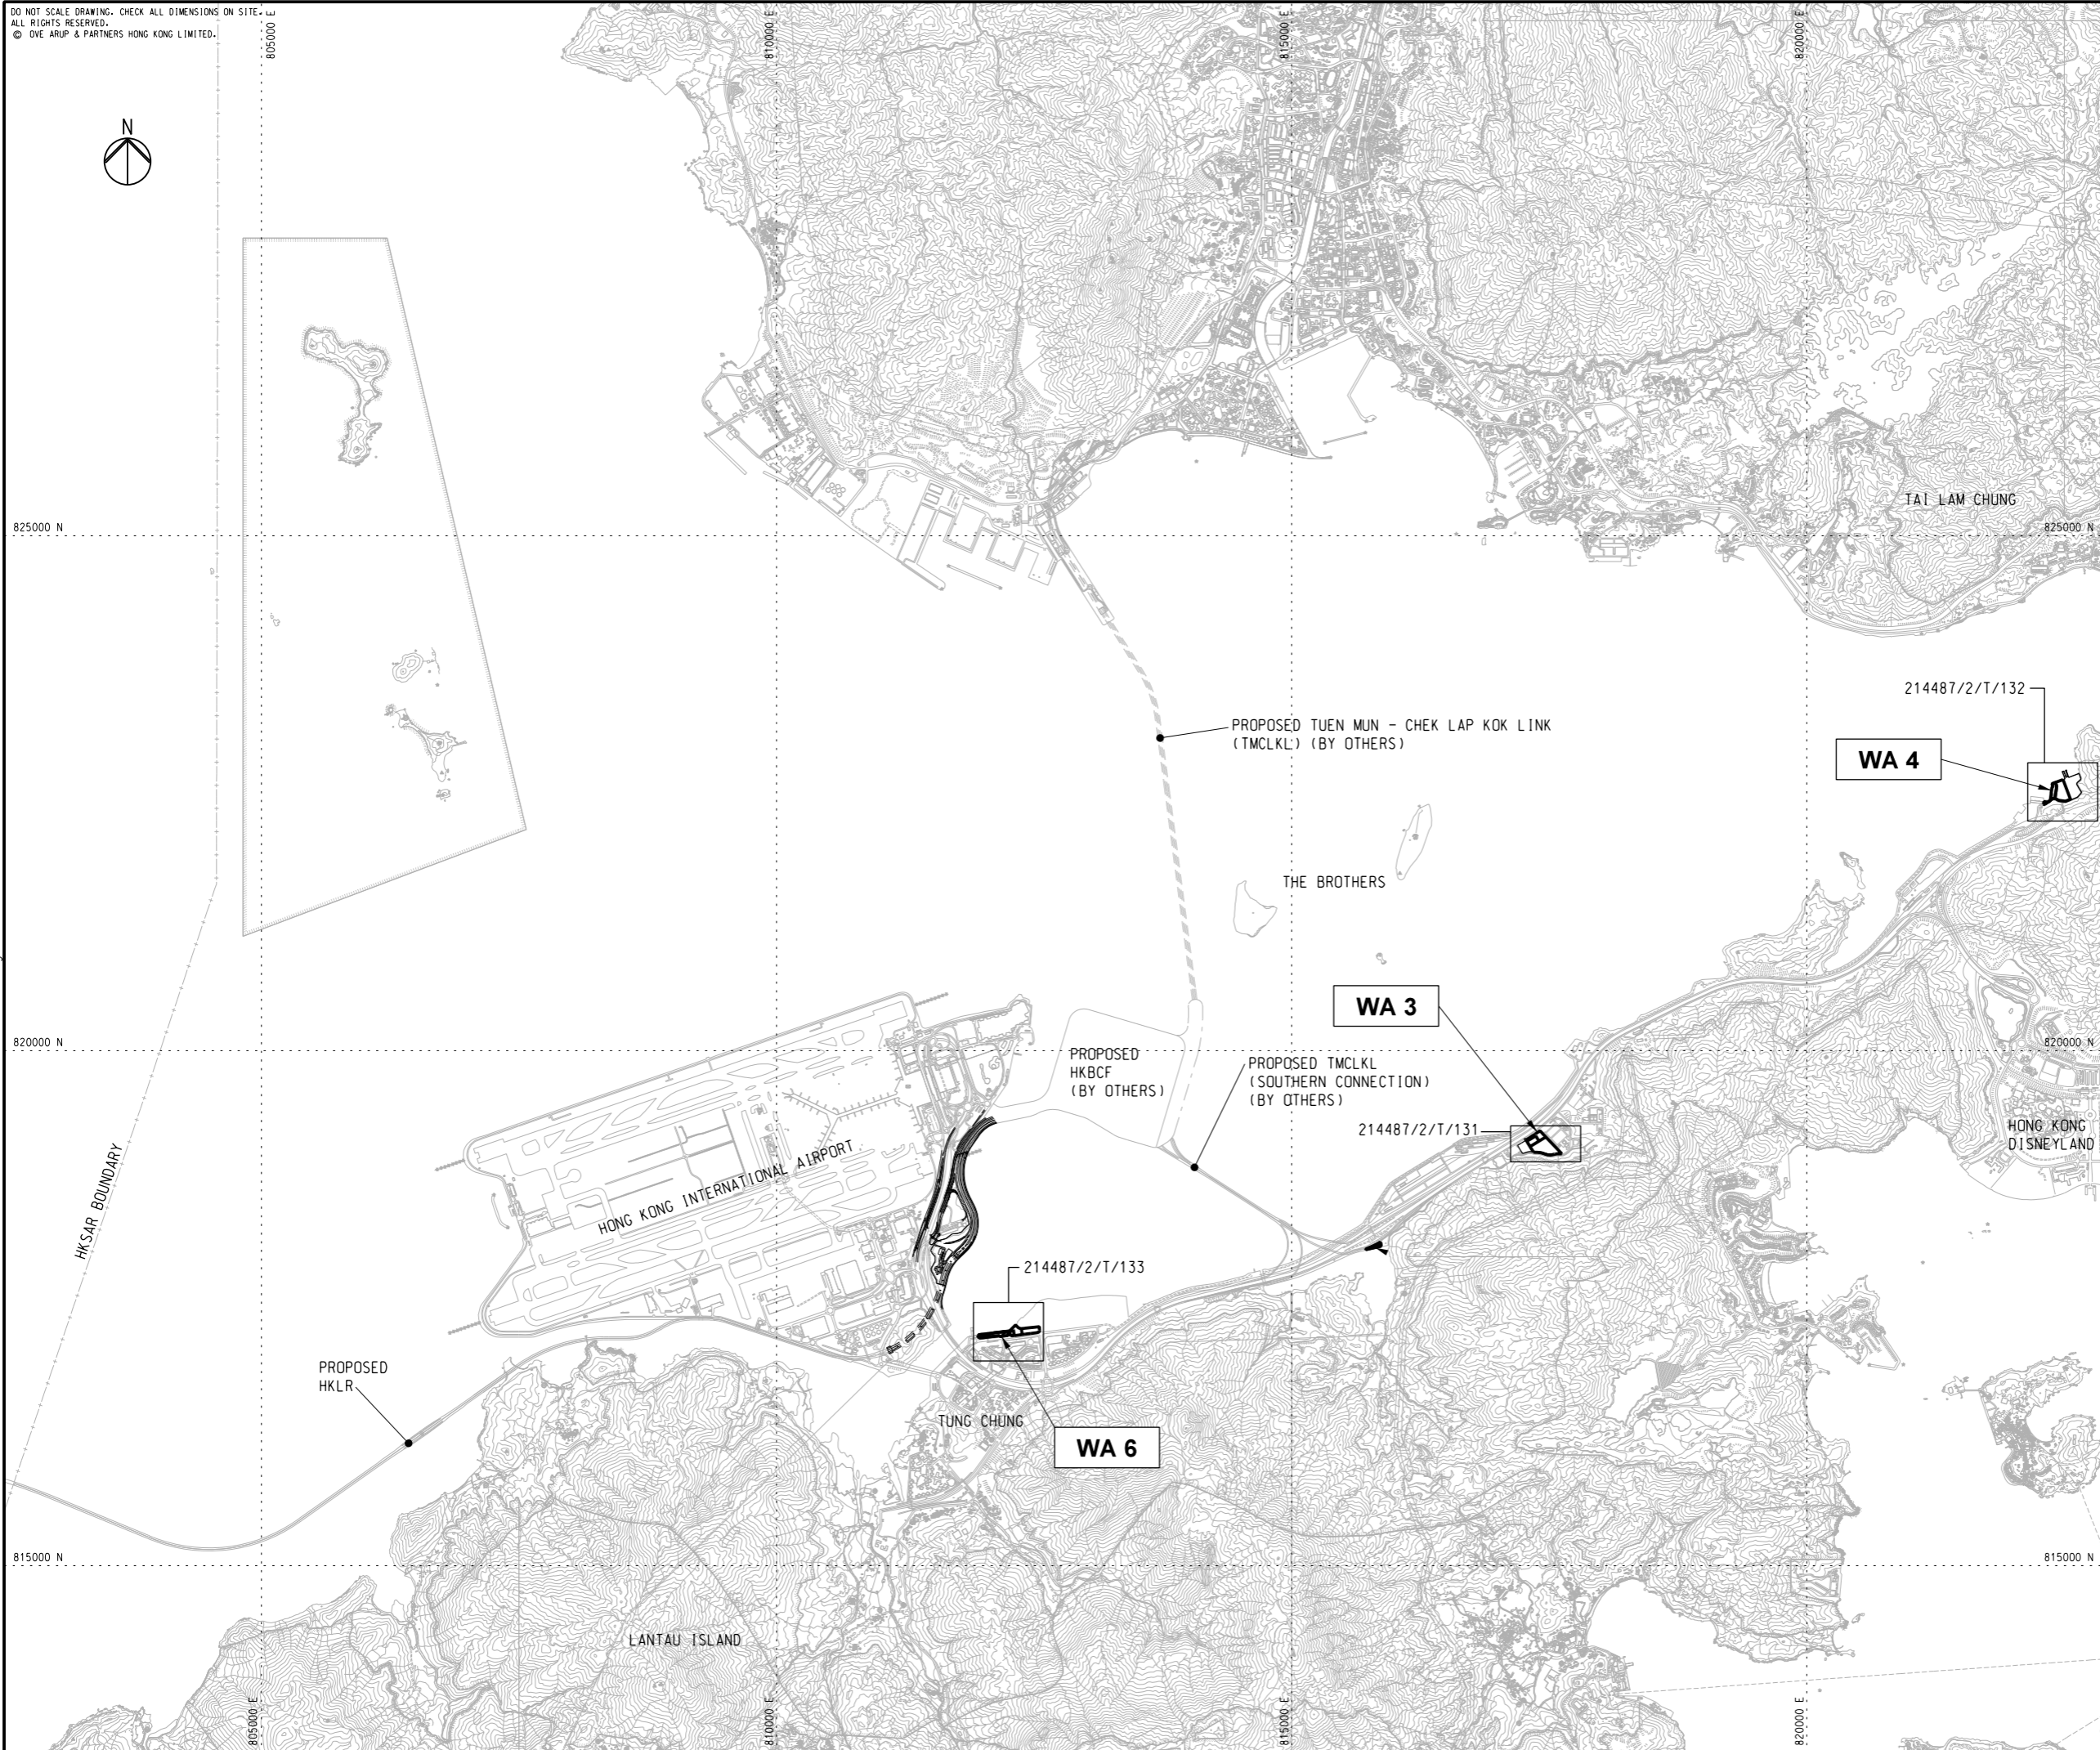 DO NOT SCALE DRAWING. CHECK ALL DIMENSIONS ON SITE.
ALL RIGHTS RESERVED.
© OVE ARUP & PARTNERS HONG KONG LIMITED.
805000 E
810000 E
815000 E
820000 E
N
TAI LAM CHUNG
825000 N
825000 N
214487/2/T/132
PROPOSED TUEN MUN - CHEK LAP KOK LINK
(TMCLKL) (BY OTHERS)
WA 4
THE BROTHERS
WA 3
820000 N
820000 N
PROPOSED
HKBCF
(BY OTHERS)
PROPOSED TMCLKL
(SOUTHERN CONNECTION)
(BY OTHERS)
214487/2/T/131
HONG KONG
DISNEYLAND
HKSAR BOUNDARY
HONG KONG INTERNATIONAL AIRPORT
214487/2/T/133
PROPOSED
HKLR
TUNG CHUNG
WA 6
815000 N
815000 N
LANTAU ISLAND
805000 E
810000 E
815000 E
820000 E